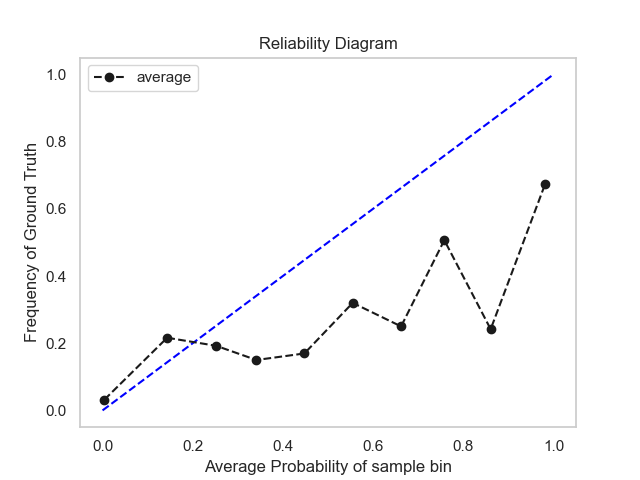 Reliability Diagram
average
Frequency of Ground Truth
1.0
0.8
0.6
0.4
0.2
0.0
0.0 0.2 0.4 0.6 0.8 1.0
Average Probability of sample bin